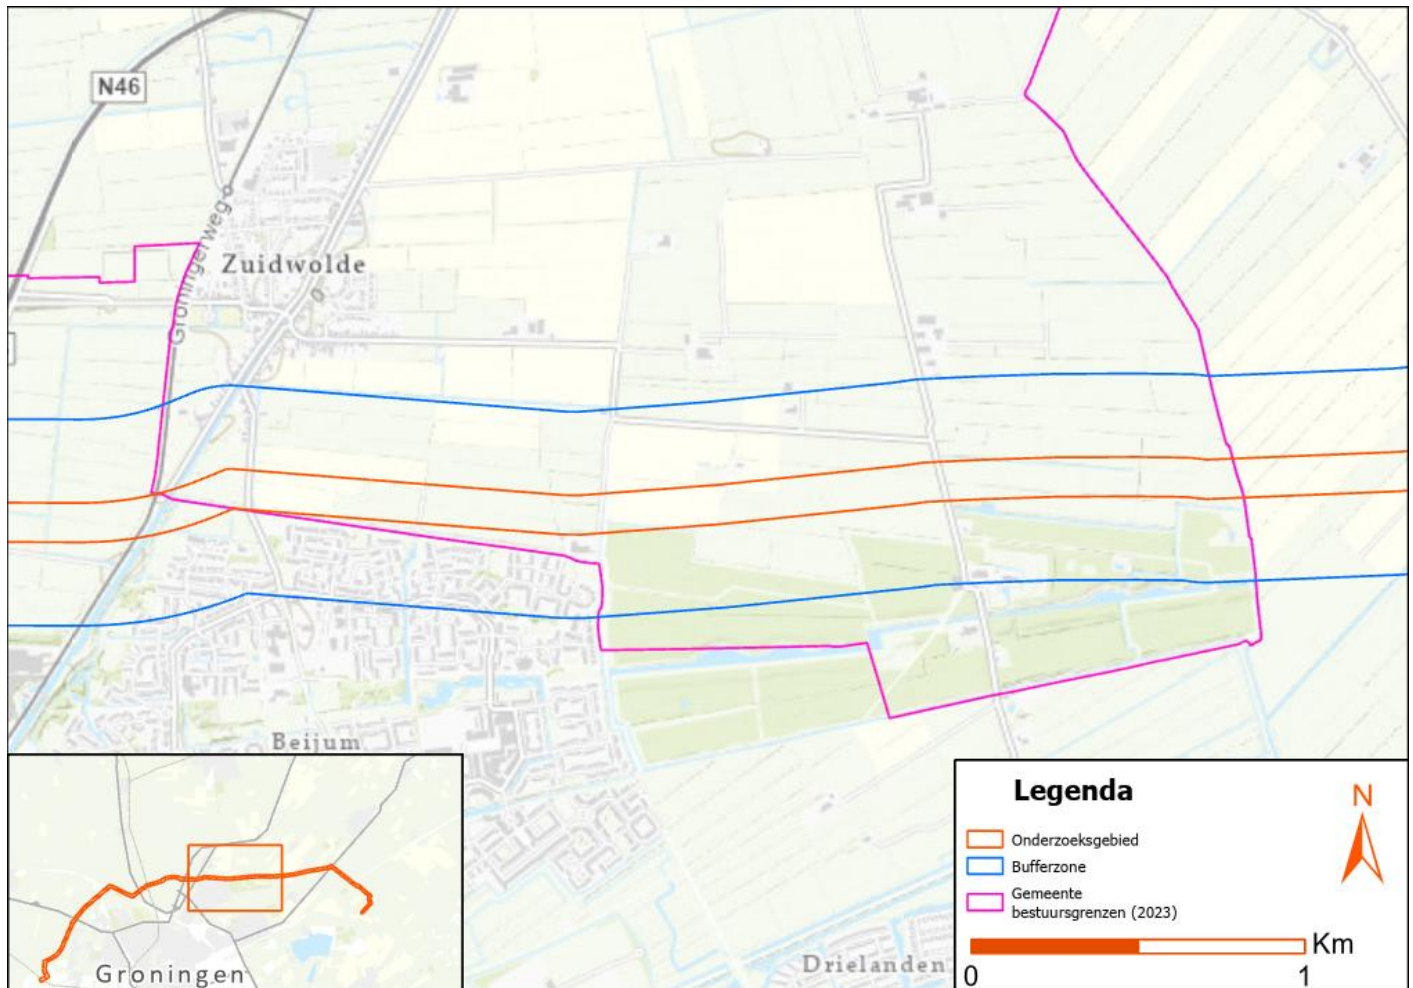 N46
Groningerweg
Zuidwolde
Beijum
Drielanden
Groningen
Legenda
N
Onderzoeksgebied
Bufferzone
Gemeente
bestuursgrenzen (2023)
Km
0 1